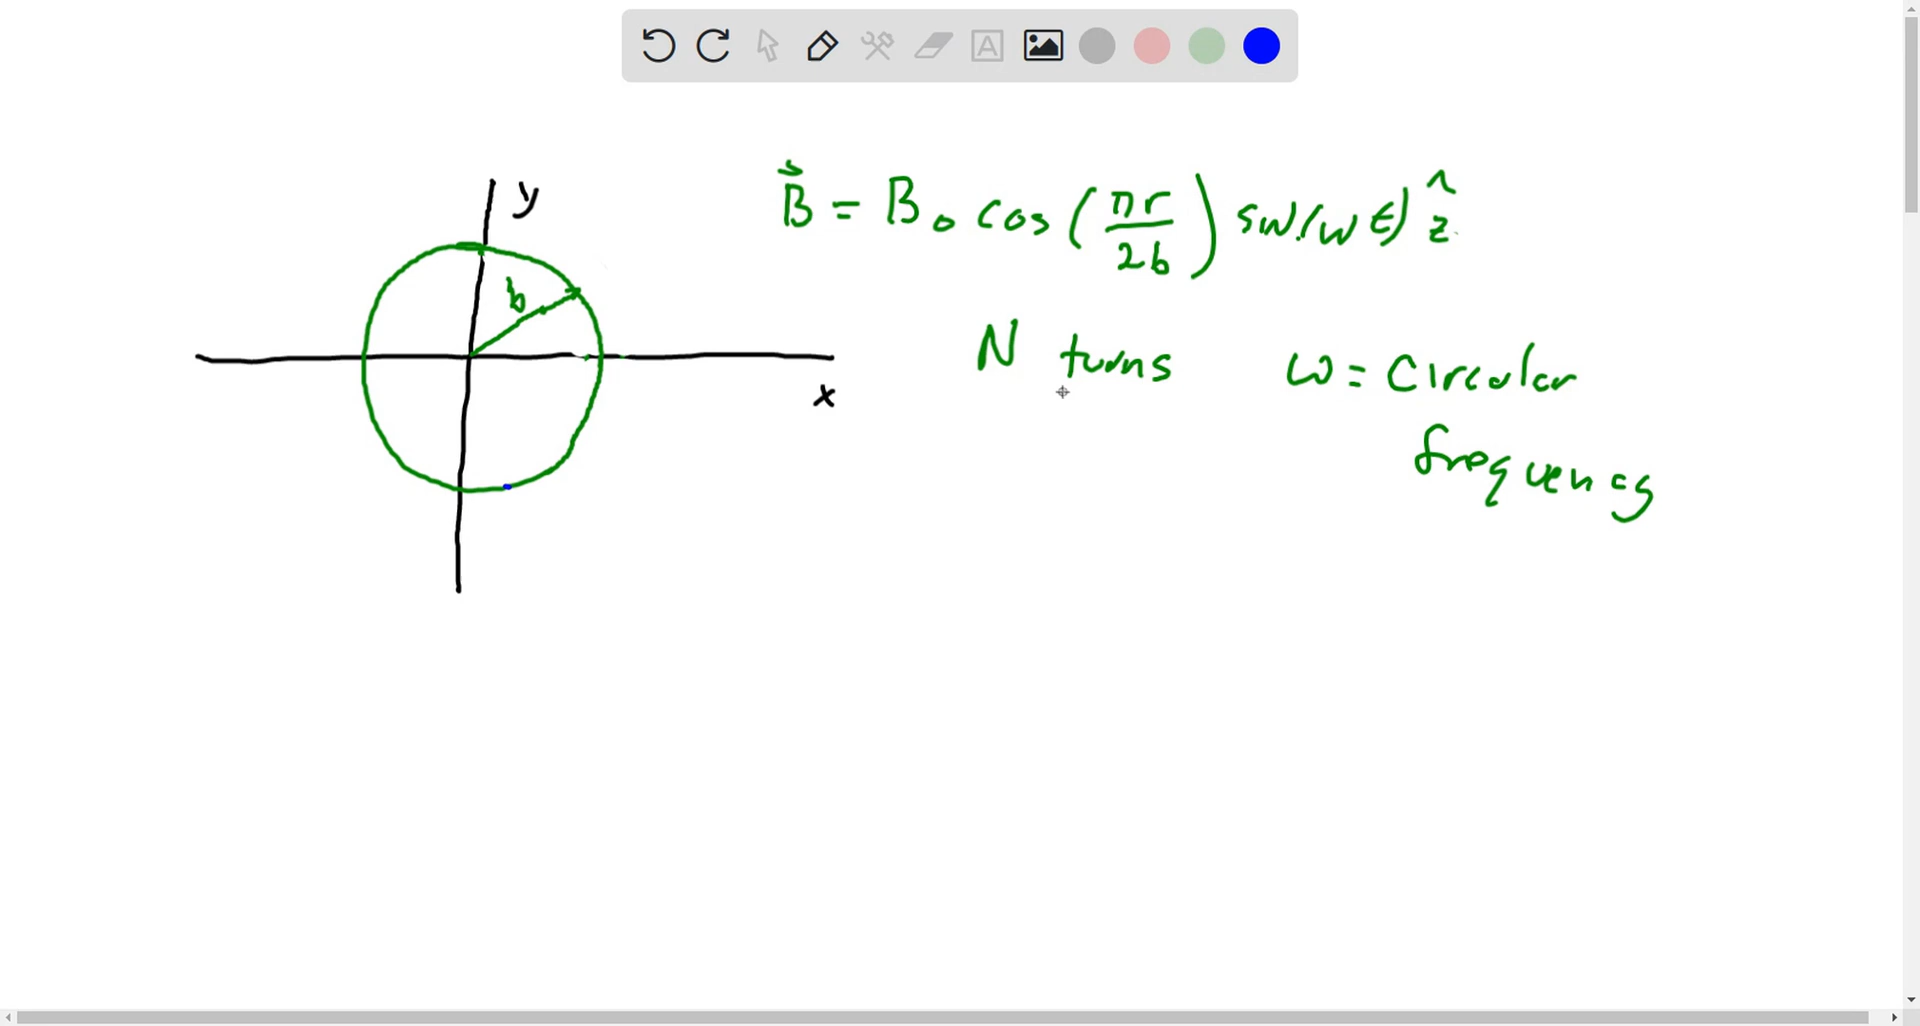 y
b
x
B⃗ = B₀ cos(πr/2b) sin(ωt) ẑ
N turns
ω = Circular
frequency
A